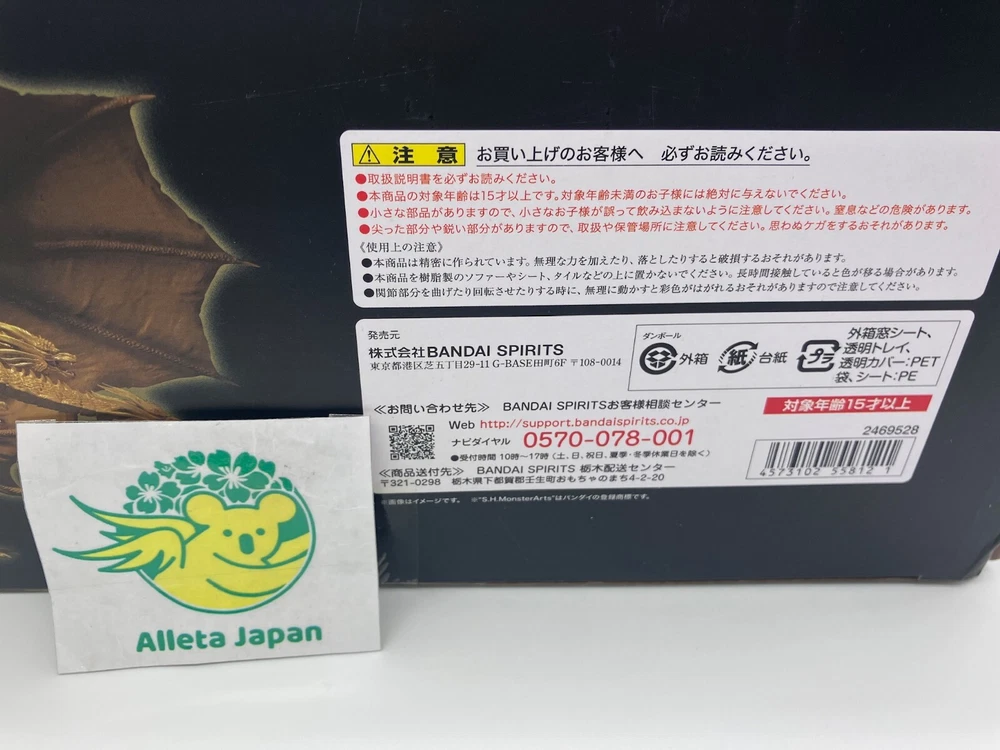 注 意 お買い上げのお客様へ 必ずお読みください。
●取扱説明書を必ずお読みください。
●本商品の対象年齢は15才以上です。対象年齢未満のお子様には絶対に与えないでください。
●小さな部品がありますので、小さなお子様が誤って飲み込まないように注意してください。窒息などの危険があります。
●尖った部分や鋭い部分がありますので、取扱や保管場所に注意してください。思わぬケガをするおそれがあります。
《使用上の注意》
●本商品は精密に作られています。無理な力を加えたり、落としたりすると破損するおそれがあります。
●本商品を樹脂製のソファーやシート、タイルなどの上に置かないでください。長時間接触していると色が移る場合があります。
●関節部分を曲げたり回転させたりする時に、無理に動かすと彩色がはがれるおそれがありますので注意してください。
発売元
株式会社BANDAI SPIRITS
東京都港区芝五丁目29-11 G-BASE田町6F 〒108-0014
ダンボール
外箱
紙
台紙
プラ
外箱窓シート、
透明トレイ、
透明カバー:PET
袋、シート:PE
≪お問い合わせ先≫ BANDAI SPIRITSお客様相談センター
Web http://support.bandaispirits.co.jp
ナビダイヤル 0570-078-001
●受付時間 10時〜17時(土、日、祝日、夏季・冬季休業日を除く)
≪商品送付先≫ BANDAI SPIRITS 栃木配送センター
〒321-0298 栃木県下都賀郡壬生町おもちゃのまち4-2-20
対象年齢15才以上
2469528
4573102 55812 1
※画像はイメージです。 ※"S.H.MonsterArts"はバンダイの登録商標です。
Alleta Japan